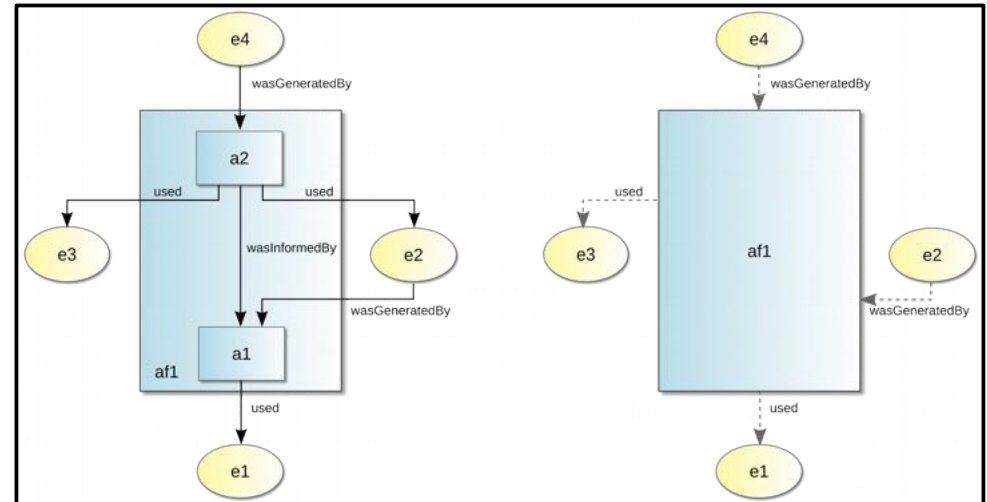 e4
wasGeneratedBy
a2
used
used
e3
wasInformedBy
e2
wasGeneratedBy
a1
af1
used
e1
e4
wasGeneratedBy
used
e3
af1
e2
wasGeneratedBy
used
e1